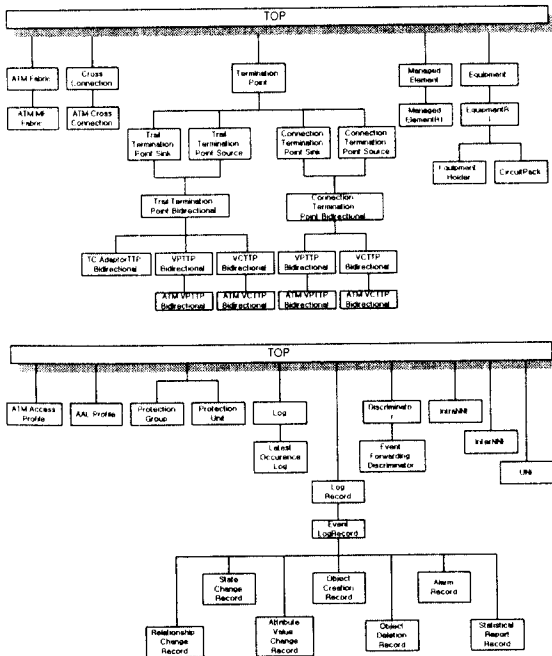 TOP
ATM Fabric
Cross
Connection
Termination
Point
Managed
Element
Equipment
ATM MF
Fabric
ATM Cross
Connection
Managed
ElementR1
EquipmentR
Trail
Termination
Point Sink
Trail
Termination
Point Source
Connection
Termination
Point Sink
Connection
Termination
Point Source
Equipment
Holder
CircuitPack
Trail Termination
Point Bidirectional
Connection
Termination
Point Bidirectional
TC AdaptorTTP
Bidirectional
VPTTP
Bidirectional
VCTTP
Bidirectional
VPTTP
Bidirectional
VCTTP
Bidirectional
ATM VPTTP
Bidirectional
ATM VCTTP
Bidirectional
ATM VPTTP
Bidirectional
ATM VCTTP
Bidirectional
TOP
ATM Access
Profile
AAL Profile
Protection
Group
Protection
Unit
Log
Discriminato
r
IntraNNI
InterNNI
UNI
Latest
Occurence
Log
Event
Forwarding
Discriminator
Log
Record
Event
LogRecord
State
Change
Record
Object
Creation
Record
Alarm
Record
Relationship
Change
Record
Attribute
Value
Change
Record
Object
Deletion
Record
Statistical
Report
Record